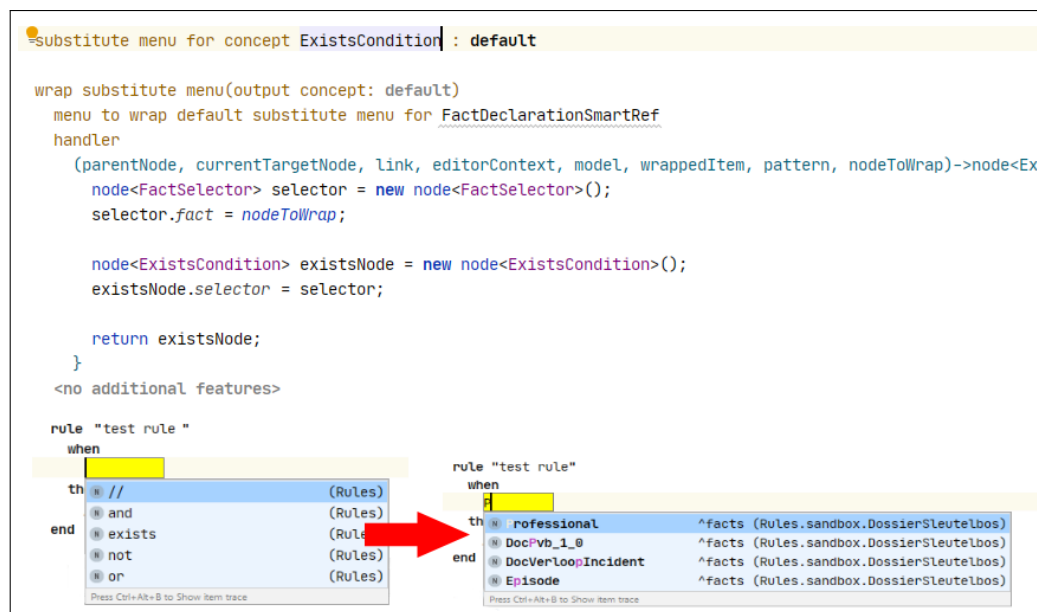 substitute menu for concept ExistsCondition : default
wrap substitute menu(output concept: default)
menu to wrap default substitute menu for FactDeclarationSmartRef
handler
(parentNode, currentTargetNode, link, editorContext, model, wrappedItem, pattern, nodeToWrap)->node<Ex
node<FactSelector> selector = new node<FactSelector>();
selector.fact = nodeToWrap;
node<ExistsCondition> existsNode = new node<ExistsCondition>();
existsNode.selector = selector;
return existsNode;
}
<no additional features>
rule "test rule "
when
th
N // (Rules)
N and (Rules)
N exists (Rule
N not (Rules)
N or (Rules)
end
Press Ctrl+Alt+B to Show item trace
rule "test rule"
when
P
th
N Professional ^facts (Rules.sandbox.DossierSleutelbos)
N DocPvb_1_0 ^facts (Rules.sandbox.DossierSleutelbos)
N DocVerloopIncident ^facts (Rules.sandbox.DossierSleutelbos)
N Episode ^facts (Rules.sandbox.DossierSleutelbos)
end
Press Ctrl+Alt+B to Show item trace